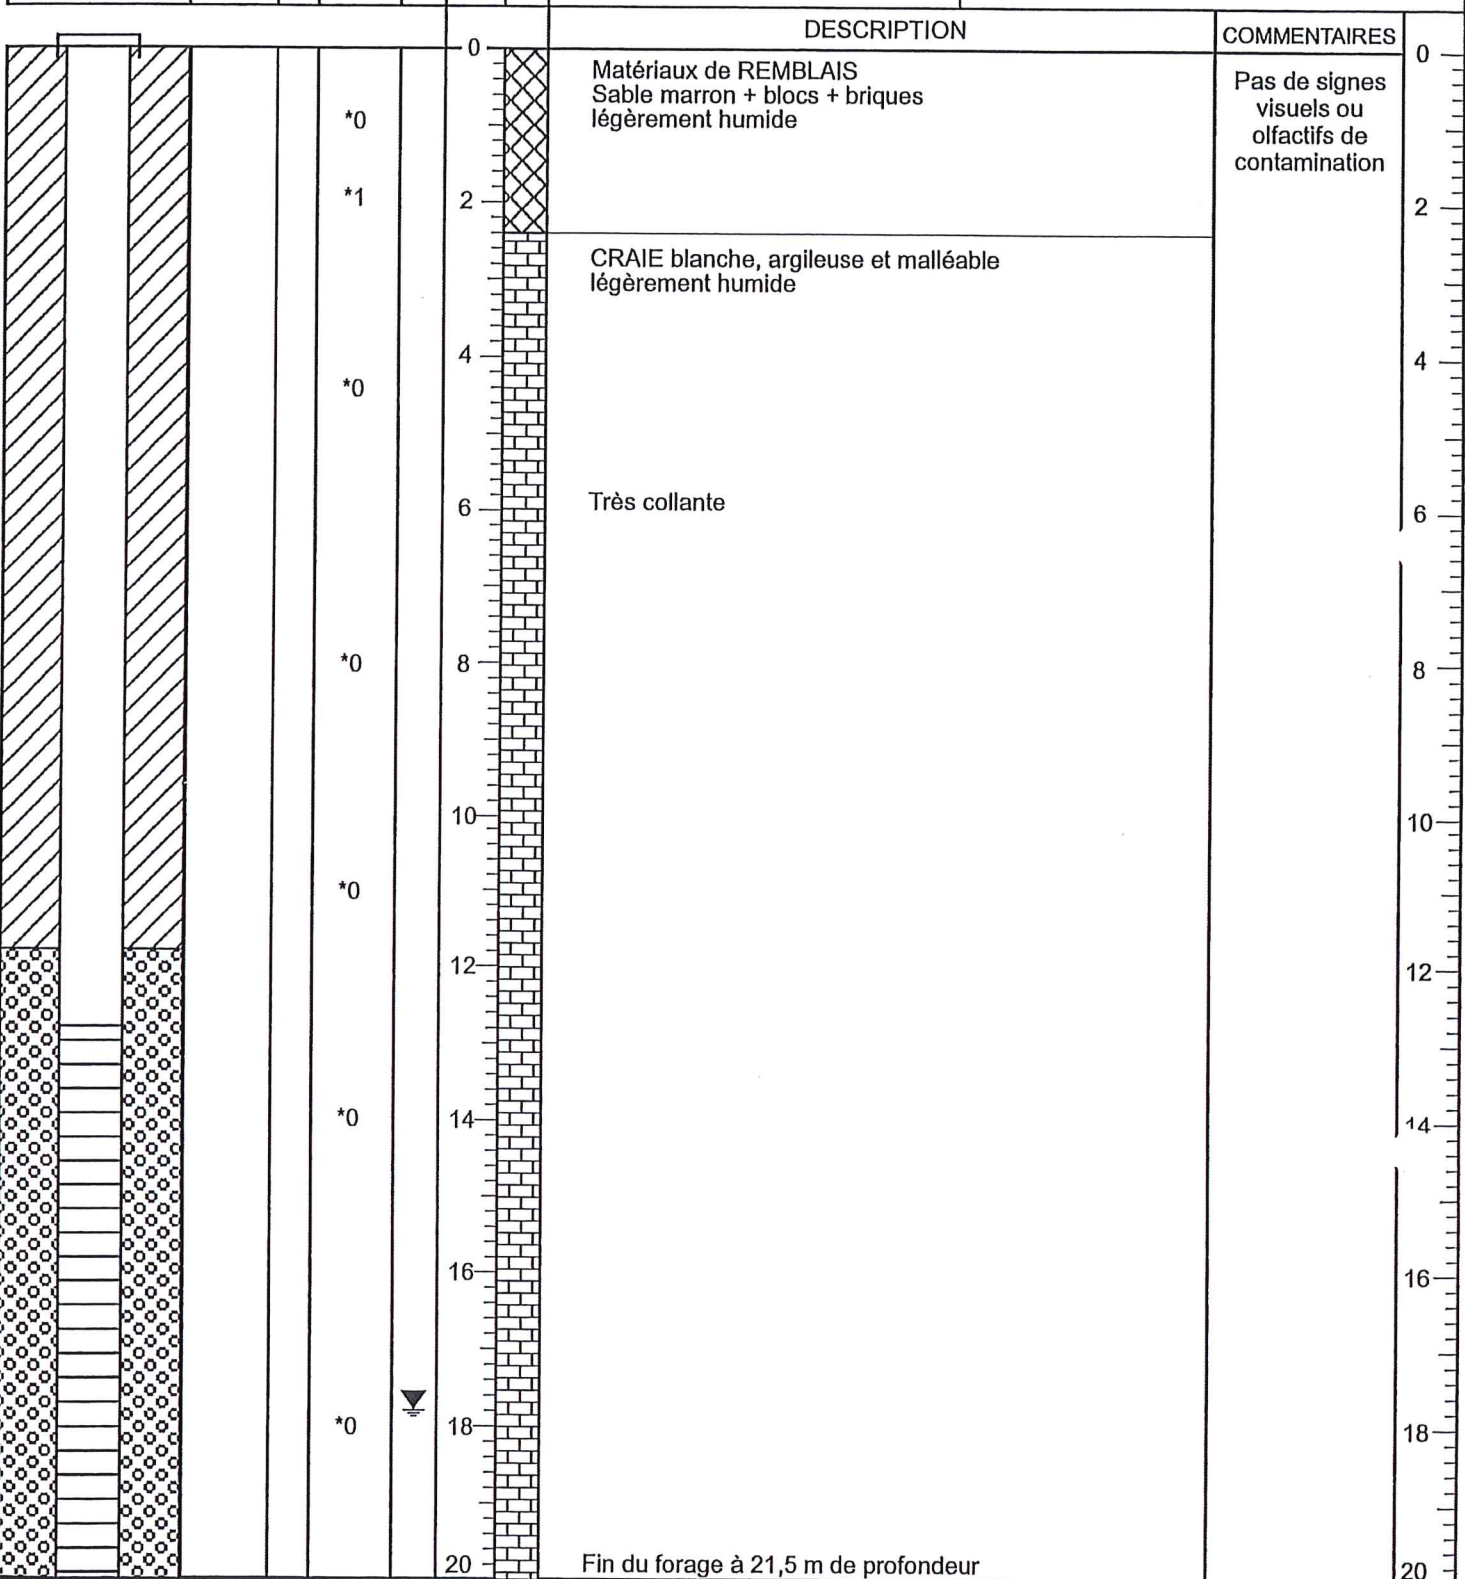 DESCRIPTION
COMMENTAIRES
0
0
Matériaux de REMBLAIS
Sable marron + blocs + briques
légèrement humide
Pas de signes
visuels ou
olfactifs de
contamination
*0
*1
2
2
CRAIE blanche, argileuse et malléable
légèrement humide
4
4
*0
Très collante
6
6
*0
8
8
10
10
*0
12
12
*0
14
14
16
16
*0
18
18
20
Fin du forage à 21,5 m de profondeur
20